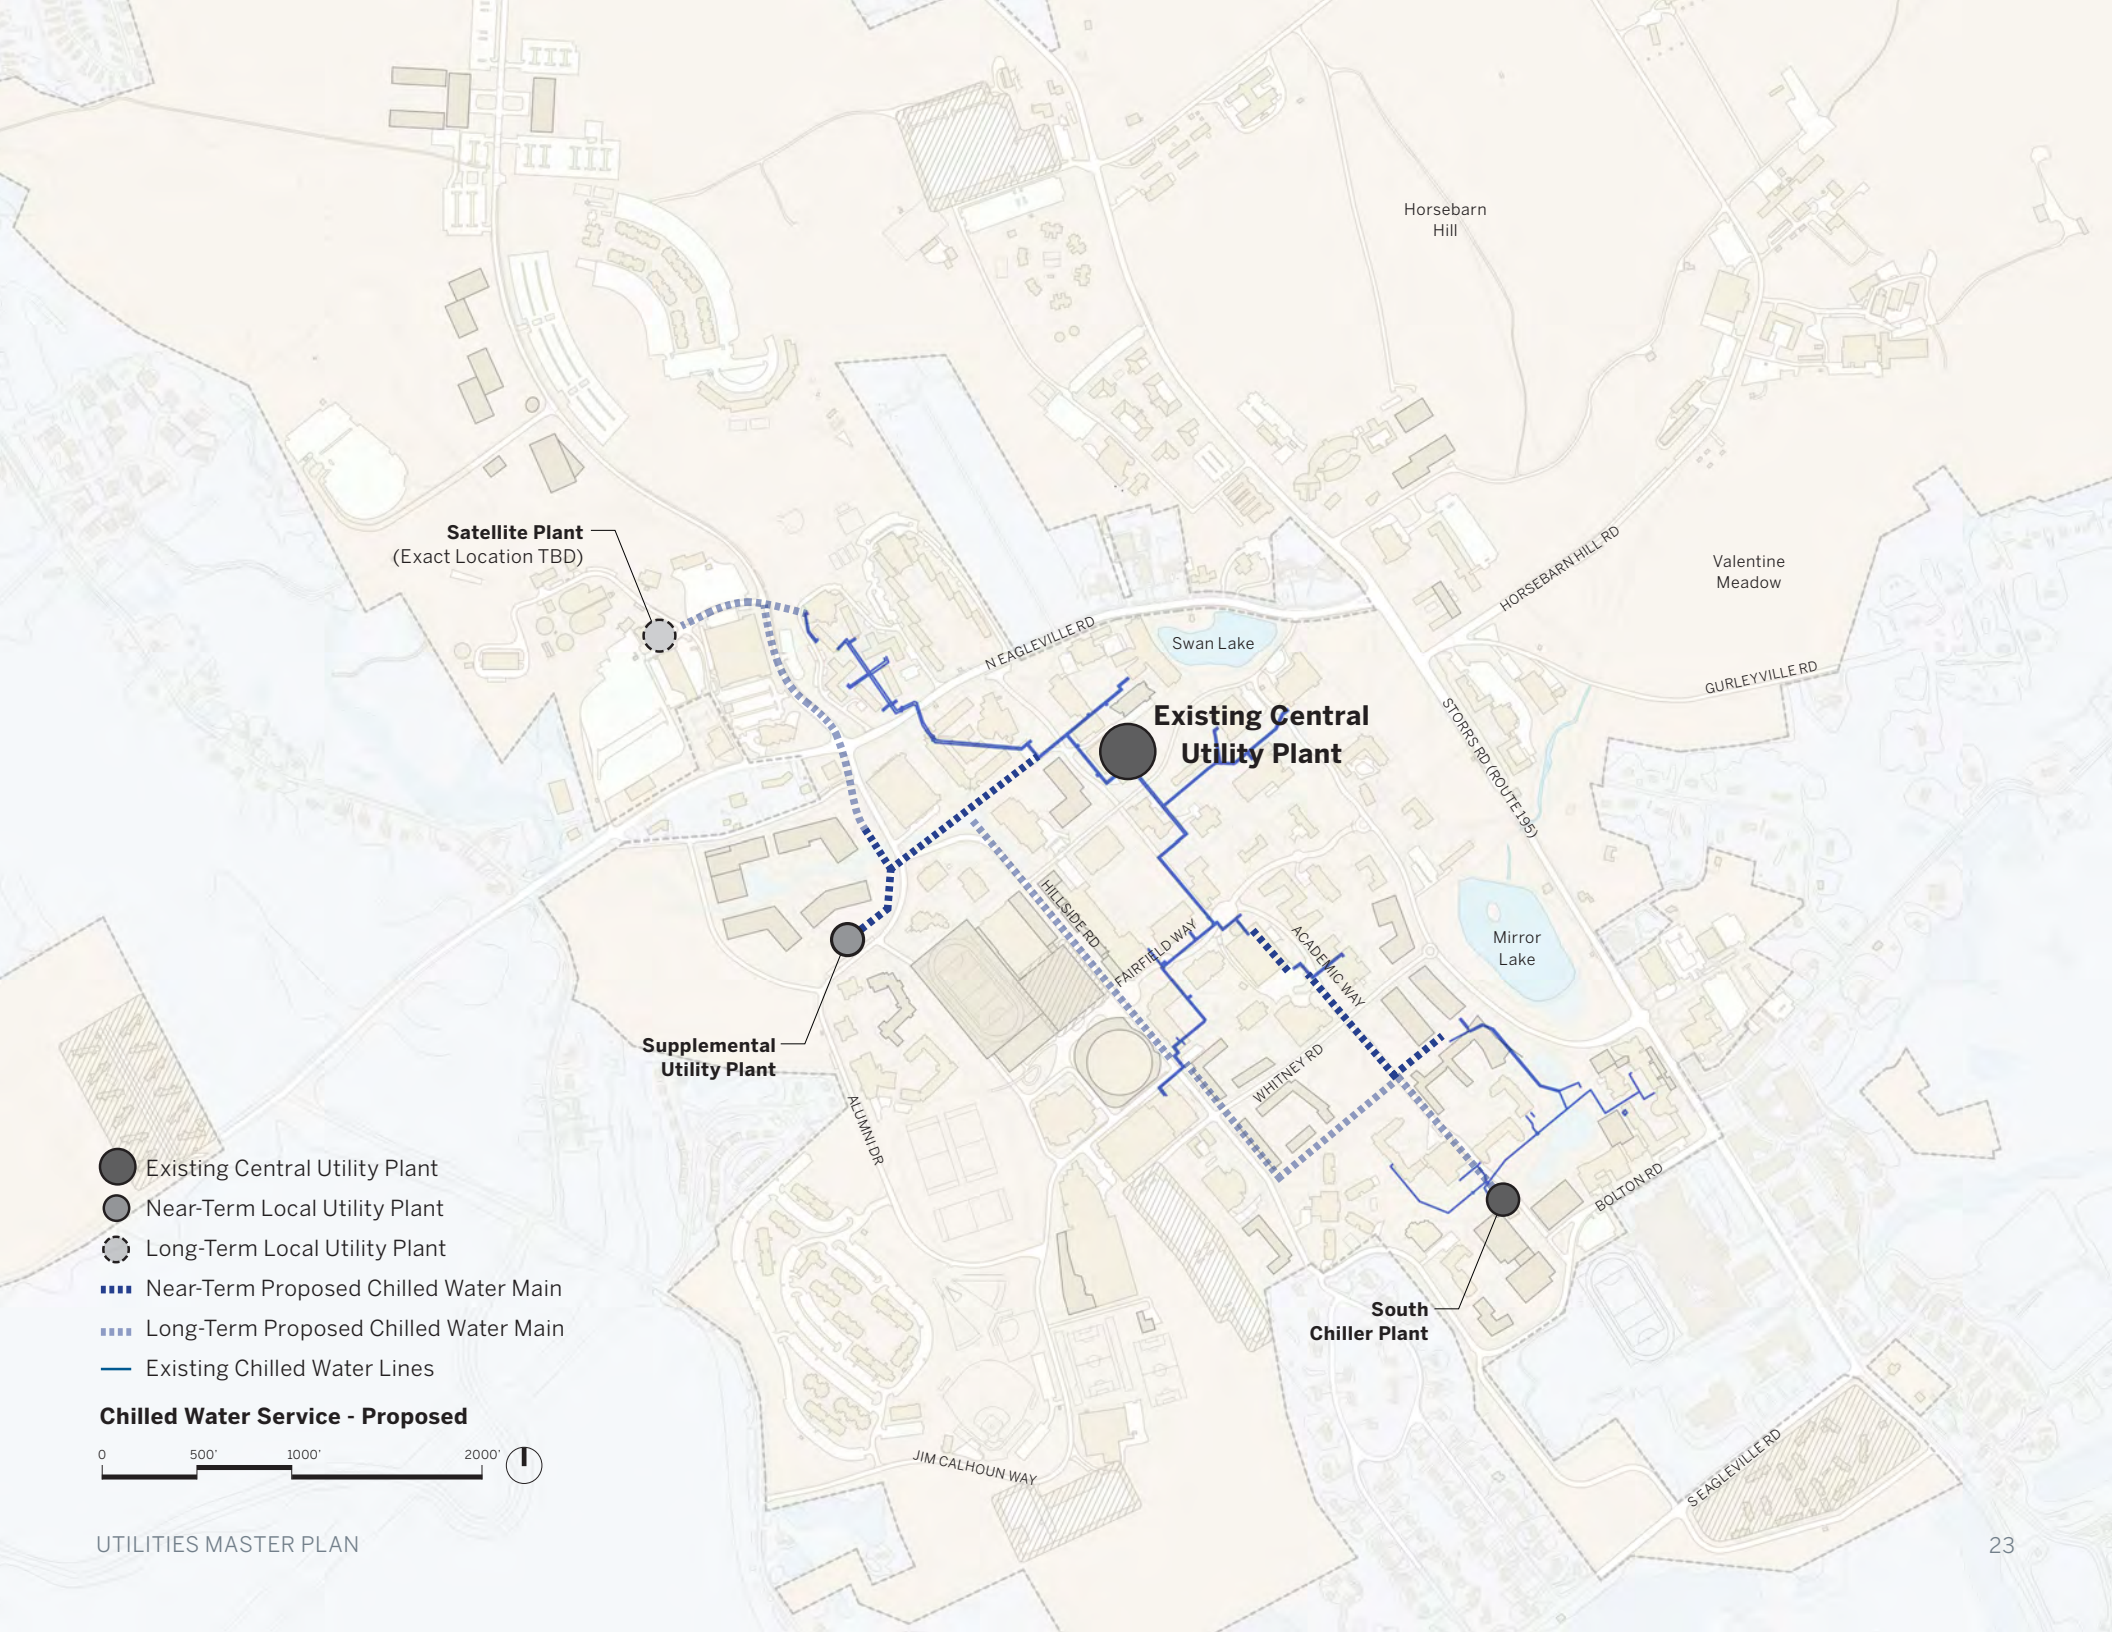 Horsebarn
Hill
Satellite Plant
(Exact Location TBD)
HORSEBARN HILL RD
Valentine
Meadow
N EAGLEVILLE RD
Swan Lake
GURLEYVILLE RD
Existing Central
Utility Plant
STORRS RD (ROUTE 195)
HILLSIDE RD
FAIRFIELD WAY
ACADEMIC WAY
Mirror
Lake
Supplemental
Utility Plant
WHITNEY RD
ALUMNI DR
BOLTON RD
South
Chiller Plant
Existing Central Utility Plant
Near-Term Local Utility Plant
Long-Term Local Utility Plant
Near-Term Proposed Chilled Water Main
Long-Term Proposed Chilled Water Main
Existing Chilled Water Lines
Chilled Water Service - Proposed
0 500' 1000' 2000'
JIM CALHOUN WAY
S EAGLEVILLE RD
UTILITIES MASTER PLAN
23